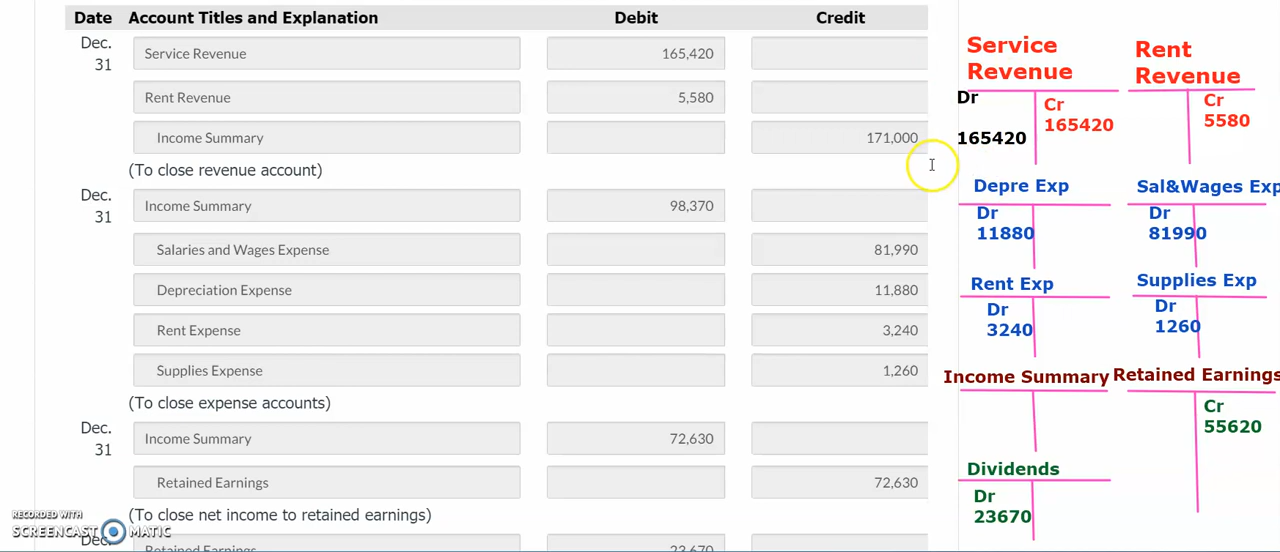 Date Account Titles and Explanation Debit Credit
Dec. 31 Service Revenue 165,420
Rent Revenue 5,580
Income Summary 171,000
(To close revenue account)
Dec. 31 Income Summary 98,370
Salaries and Wages Expense 81,990
Depreciation Expense 11,880
Rent Expense 3,240
Supplies Expense 1,260
(To close expense accounts)
Dec. 31 Income Summary 72,630
Retained Earnings 72,630
(To close net income to retained earnings)
Dec. Retained Earnings 23,670
Service Revenue
Dr
165420
Cr
165420
Rent Revenue
Cr
5580
Depre Exp
Dr
11880
Sal&Wages Exp
Dr
81990
Rent Exp
Dr
3240
Supplies Exp
Dr
1260
Income Summary
Retained Earnings
Cr
55620
Dividends
Dr
23670
RECORDED WITH
SCREENCAST MATIC